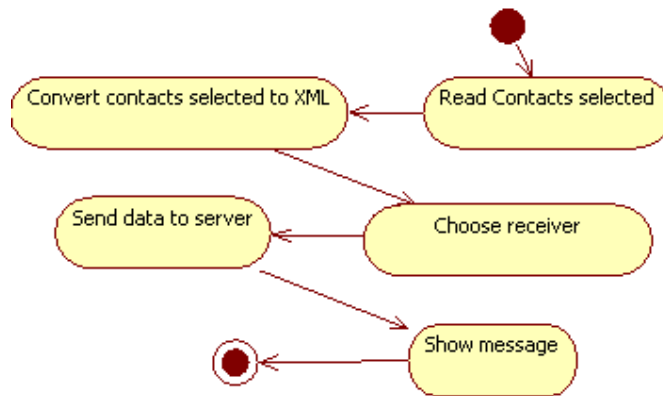 Read Contacts selected
Convert contacts selected to XML
Choose receiver
Send data to server
Show message